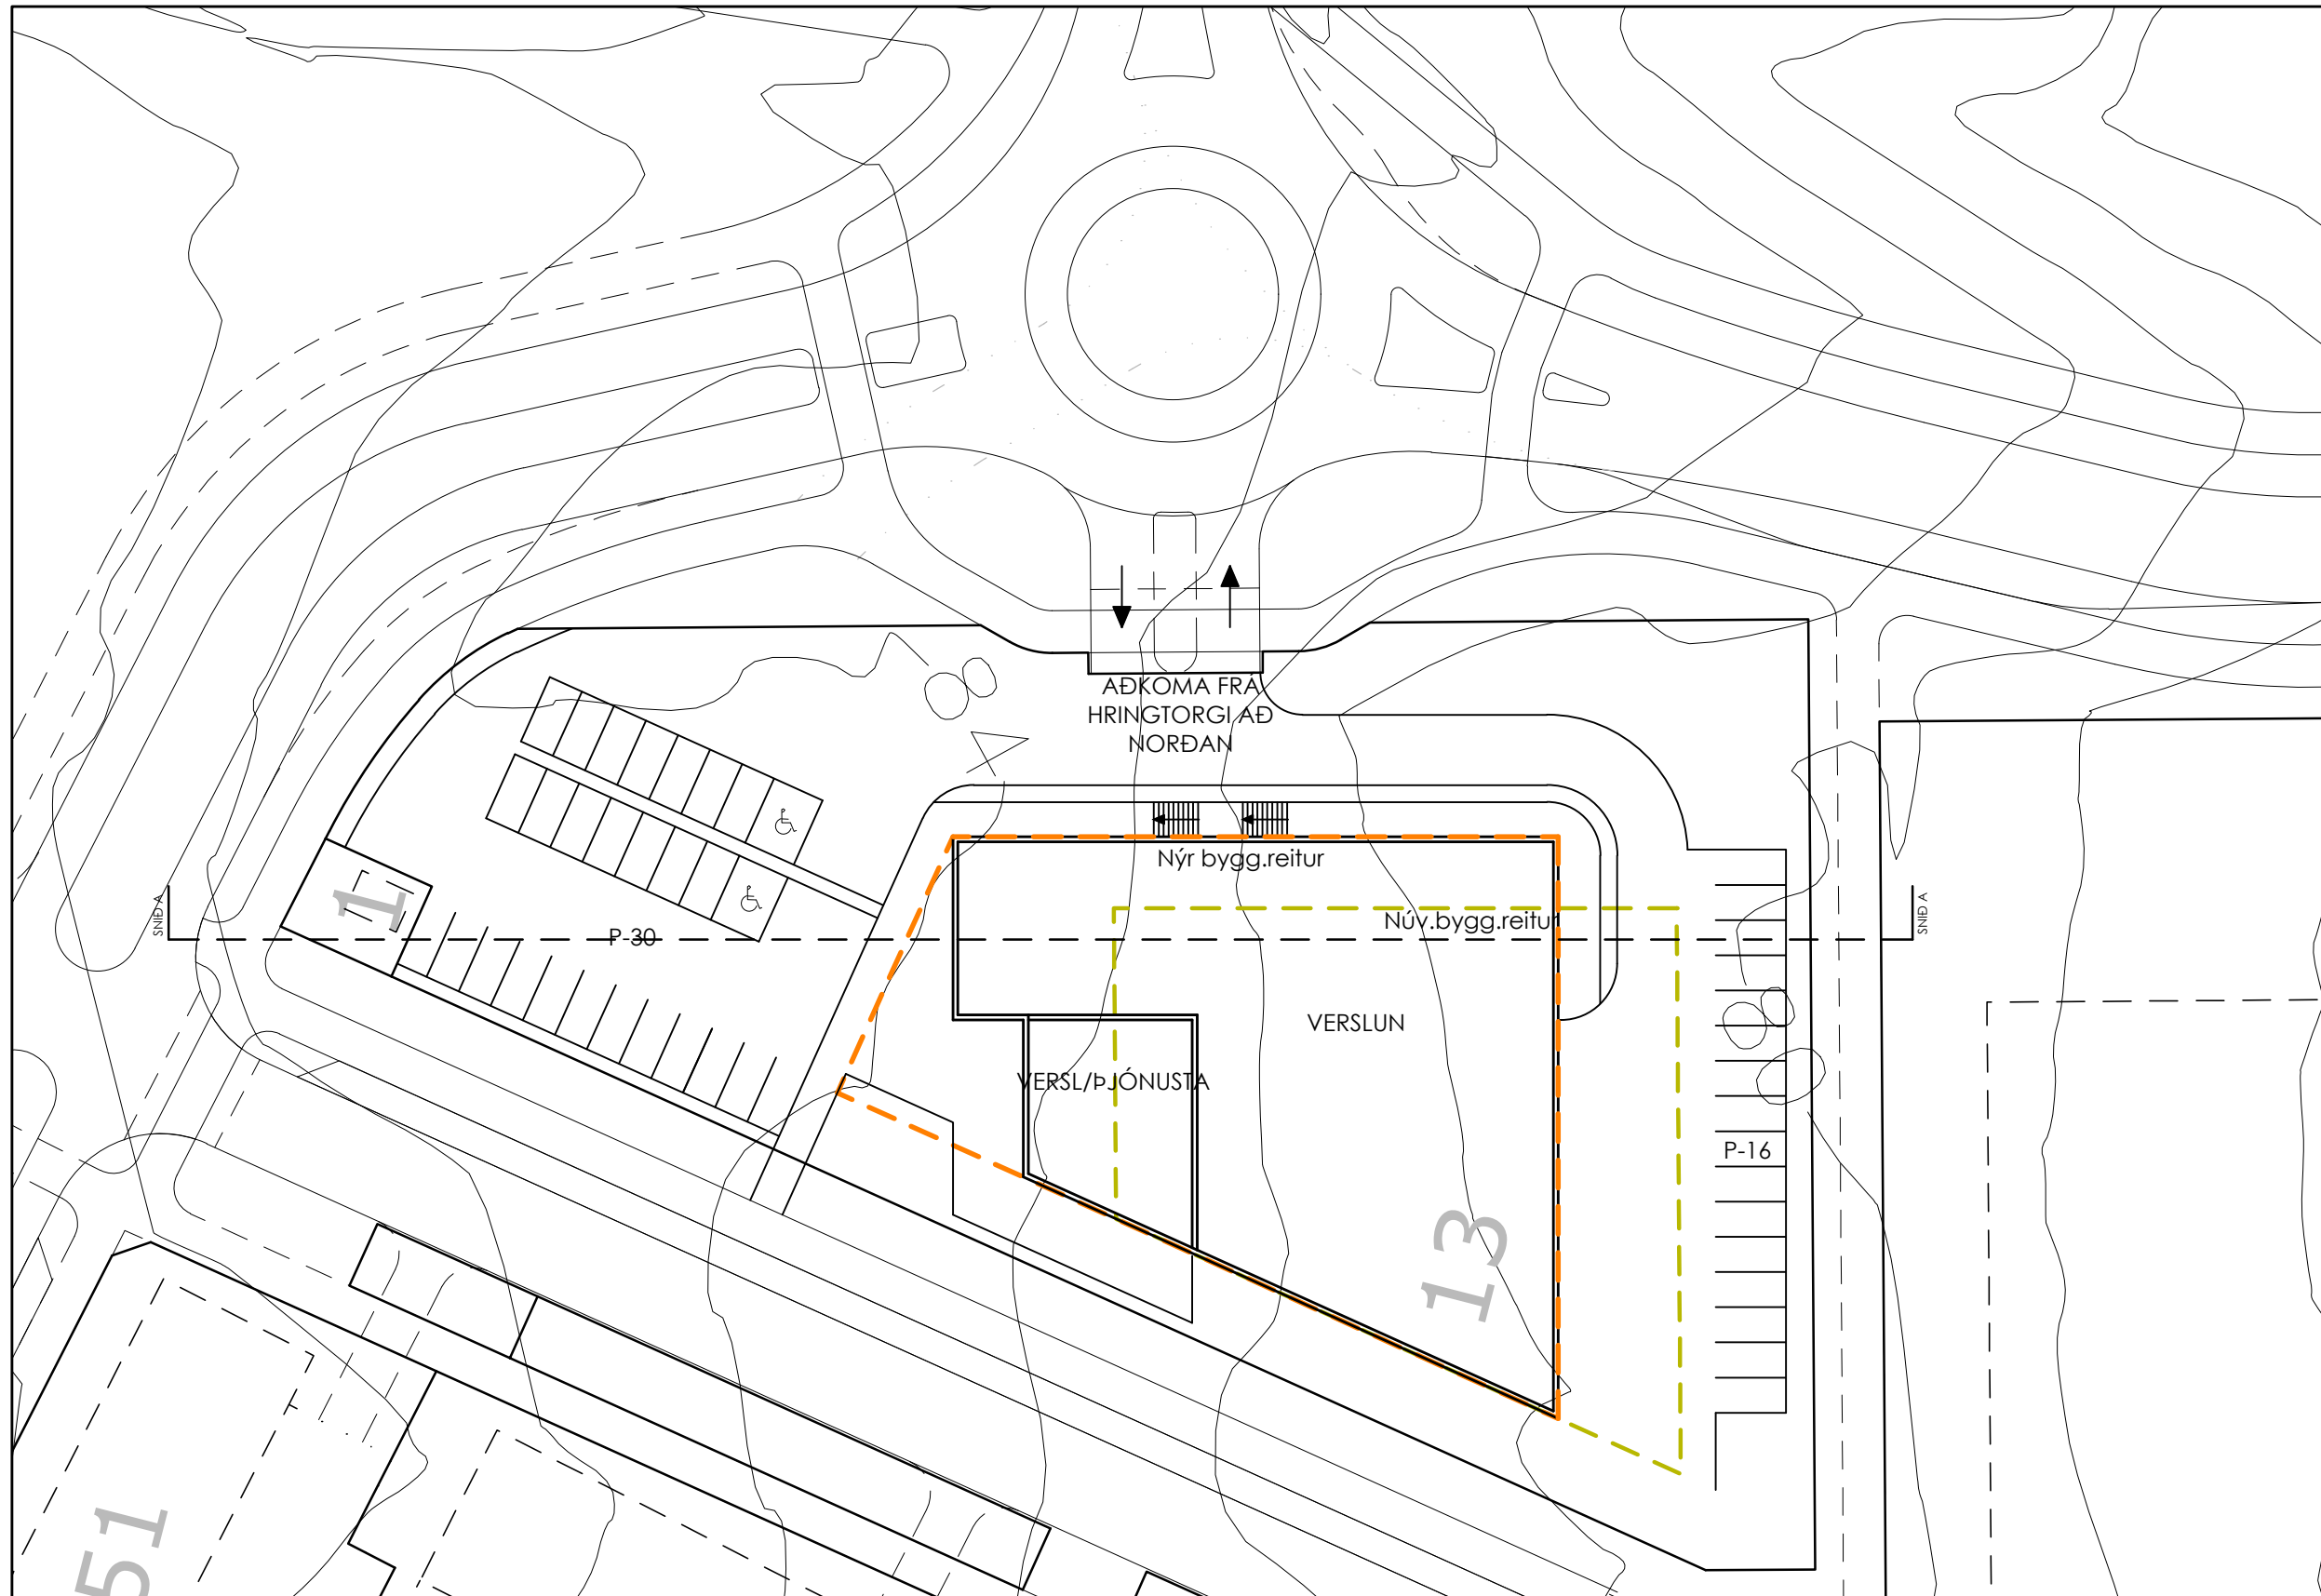 AÐKOMA FRÁ
HRINGTORGI AÐ
NORÐAN
Nýr bygg.reitur
1
SNIÐ A
P-30
Núv.bygg.reitur
SNIÐ A
VERSLUN
VERSL/ÞJÓNUSTA
P-16
13
51